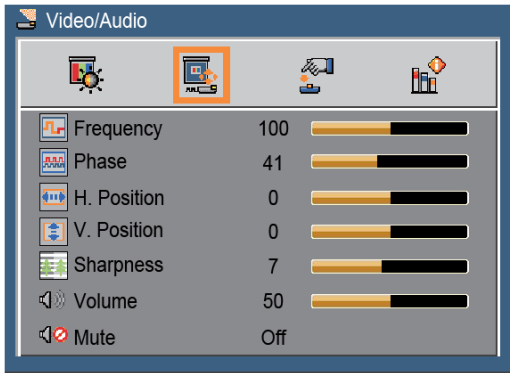 Video/Audio
Frequency 100
Phase 41
H. Position 0
V. Position 0
Sharpness 7
Volume 50
Mute Off